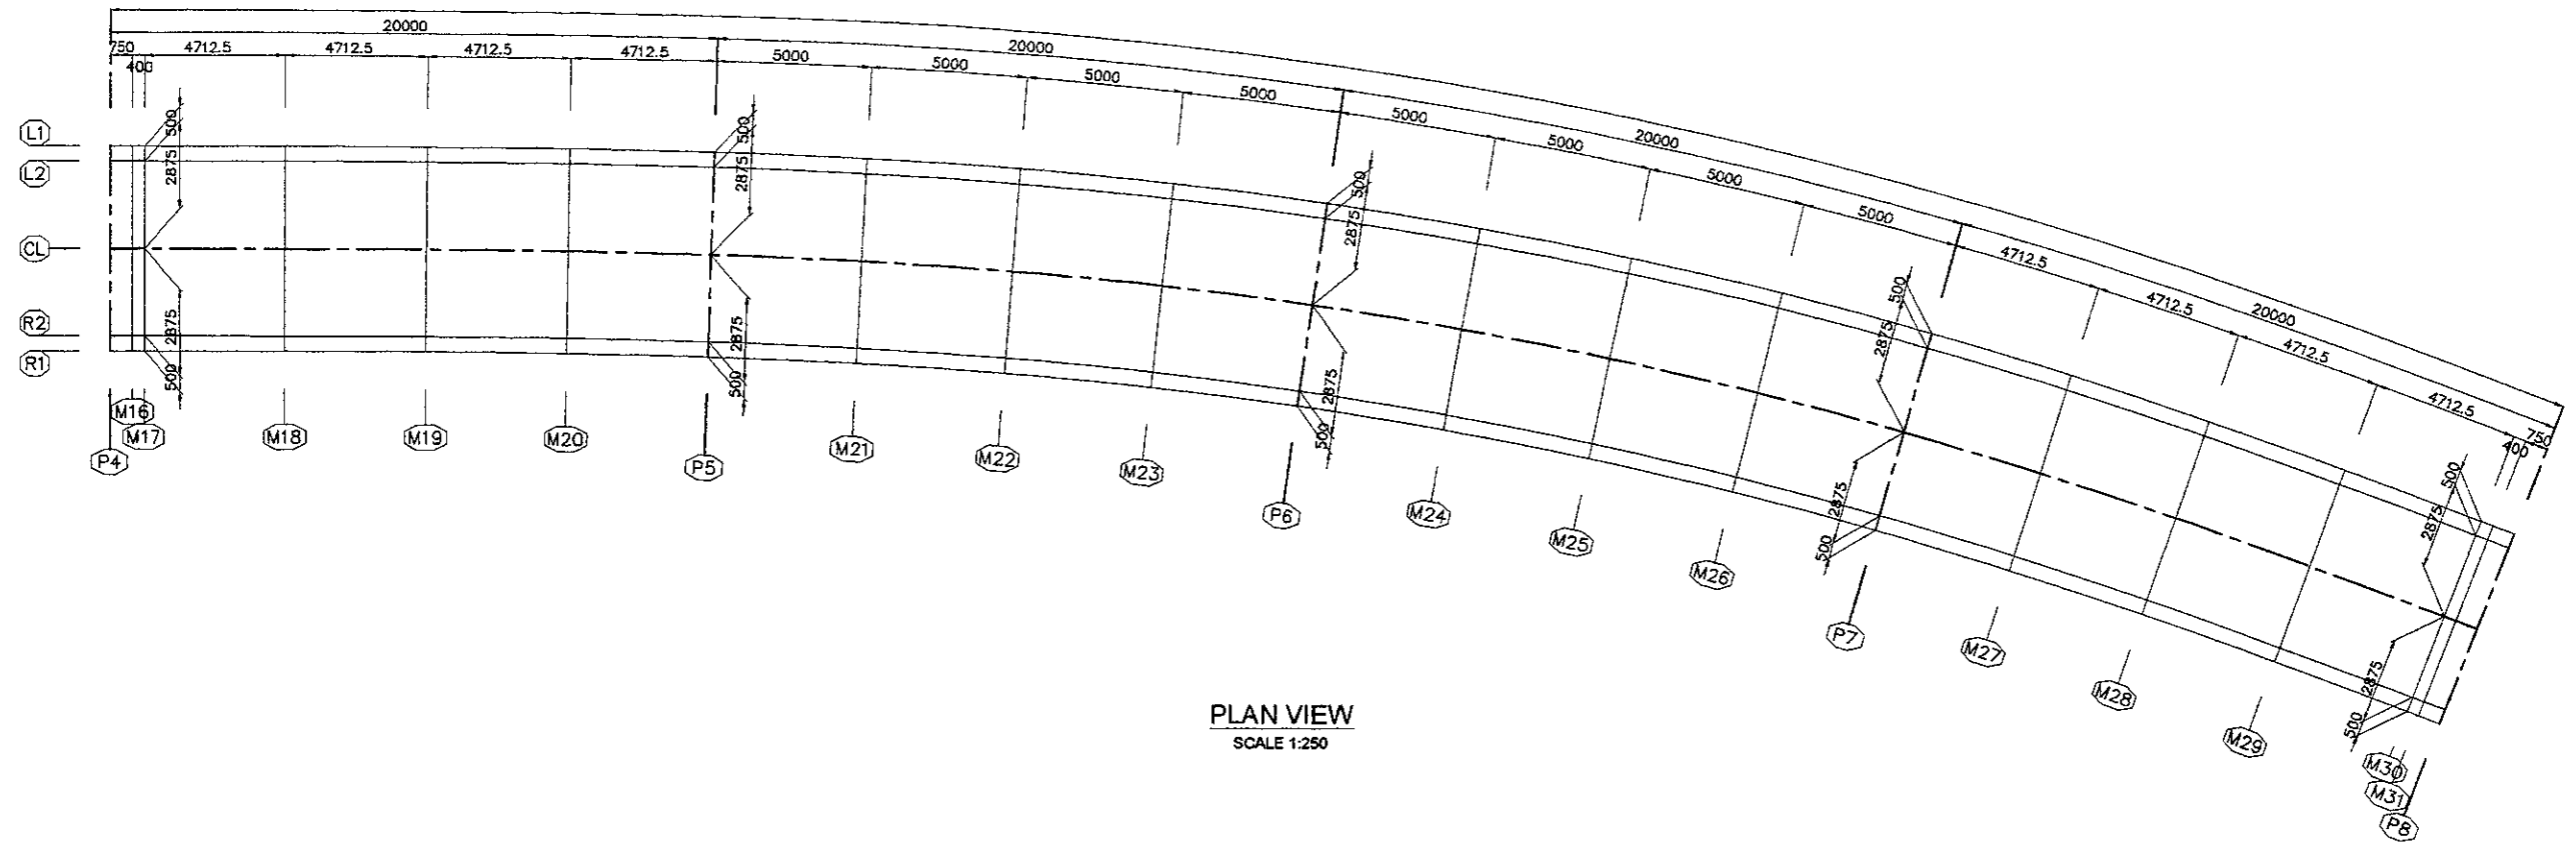 20000
20000
20000
20000
750 4712.5 4712.5 4712.5 4712.5
400
5000 5000 5000 5000
5000 5000 5000 5000
4712.5 4712.5 4712.5 4712.5 750
400
L1
L2
CL
R2
R1
500
2875
2875
500
500
2875
2875
500
500
2875
2875
500
500
2875
2875
500
500
2875
2875
500
P4
M16
M17
M18
M19
M20
P5
M21
M22
M23
P6
M24
M25
M26
P7
M27
M28
M29
M30
M31
P8
PLAN VIEW
SCALE 1:250